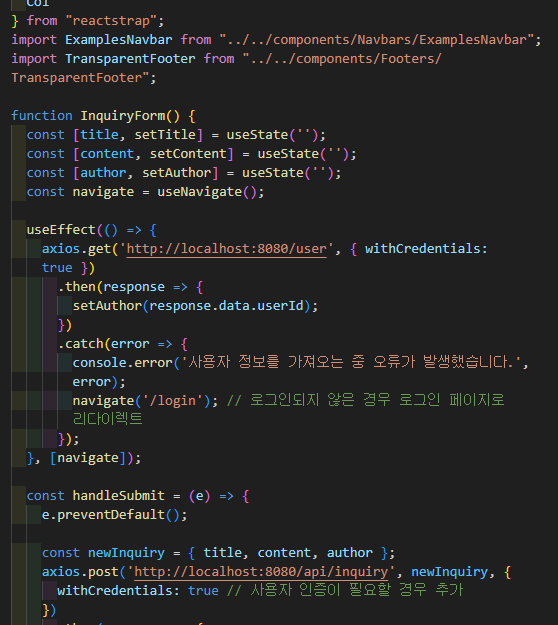 Col
} from "reactstrap";
import ExamplesNavbar from "../../components/Navbars/ExamplesNavbar";
import TransparentFooter from "../../components/Footers/
TransparentFooter";
function InquiryForm() {
const [title, setTitle] = useState('');
const [content, setContent] = useState('');
const [author, setAuthor] = useState('');
const navigate = useNavigate();
useEffect(() => {
axios.get('http://localhost:8080/user', { withCredentials:
true })
.then(response => {
setAuthor(response.data.userId);
})
.catch(error => {
console.error('사용자 정보를 가져오는 중 오류가 발생했습니다.',
error);
navigate('/login'); // 로그인되지 않은 경우 로그인 페이지로
리다이렉트
});
}, [navigate]);
const handleSubmit = (e) => {
e.preventDefault();
const newInquiry = { title, content, author };
axios.post('http://localhost:8080/api/inquiry', newInquiry, {
withCredentials: true // 사용자 인증이 필요할 경우 추가
})